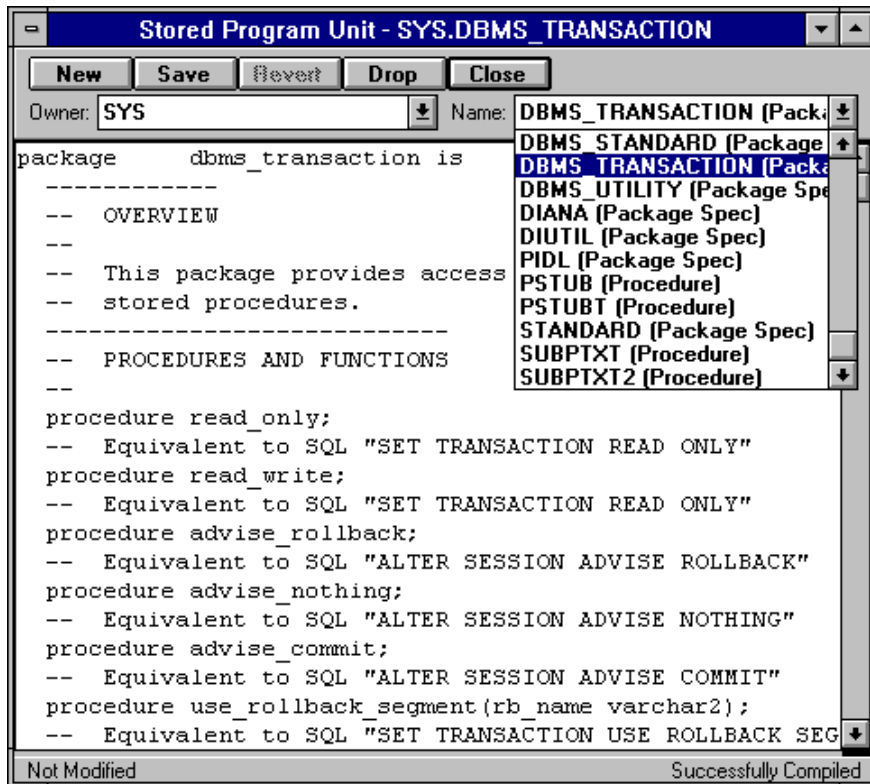 Stored Program Unit - SYS.DBMS_TRANSACTION
New Save Revert Drop Close
Owner: SYS Name: DBMS_TRANSACTION (Packa
DBMS_STANDARD (Package
DBMS_TRANSACTION (Packa
DBMS_UTILITY (Package Spe
DIANA (Package Spec)
DIUTIL (Package Spec)
PIDL (Package Spec)
PSTUB (Procedure)
PSTUBT (Procedure)
STANDARD (Package Spec)
SUBPTXT (Procedure)
SUBPTXT2 (Procedure)
package dbms_transaction is
------------
-- OVERVIEW
--
-- This package provides access
-- stored procedures.
----------------------------
-- PROCEDURES AND FUNCTIONS
--
procedure read_only;
-- Equivalent to SQL "SET TRANSACTION READ ONLY"
procedure read_write;
-- Equivalent to SQL "SET TRANSACTION READ ONLY"
procedure advise_rollback;
-- Equivalent to SQL "ALTER SESSION ADVISE ROLLBACK"
procedure advise_nothing;
-- Equivalent to SQL "ALTER SESSION ADVISE NOTHING"
procedure advise_commit;
-- Equivalent to SQL "ALTER SESSION ADVISE COMMIT"
procedure use_rollback_segment(rb_name varchar2);
-- Equivalent to SQL "SET TRANSACTION USE ROLLBACK SEG
Not Modified Successfully Compiled